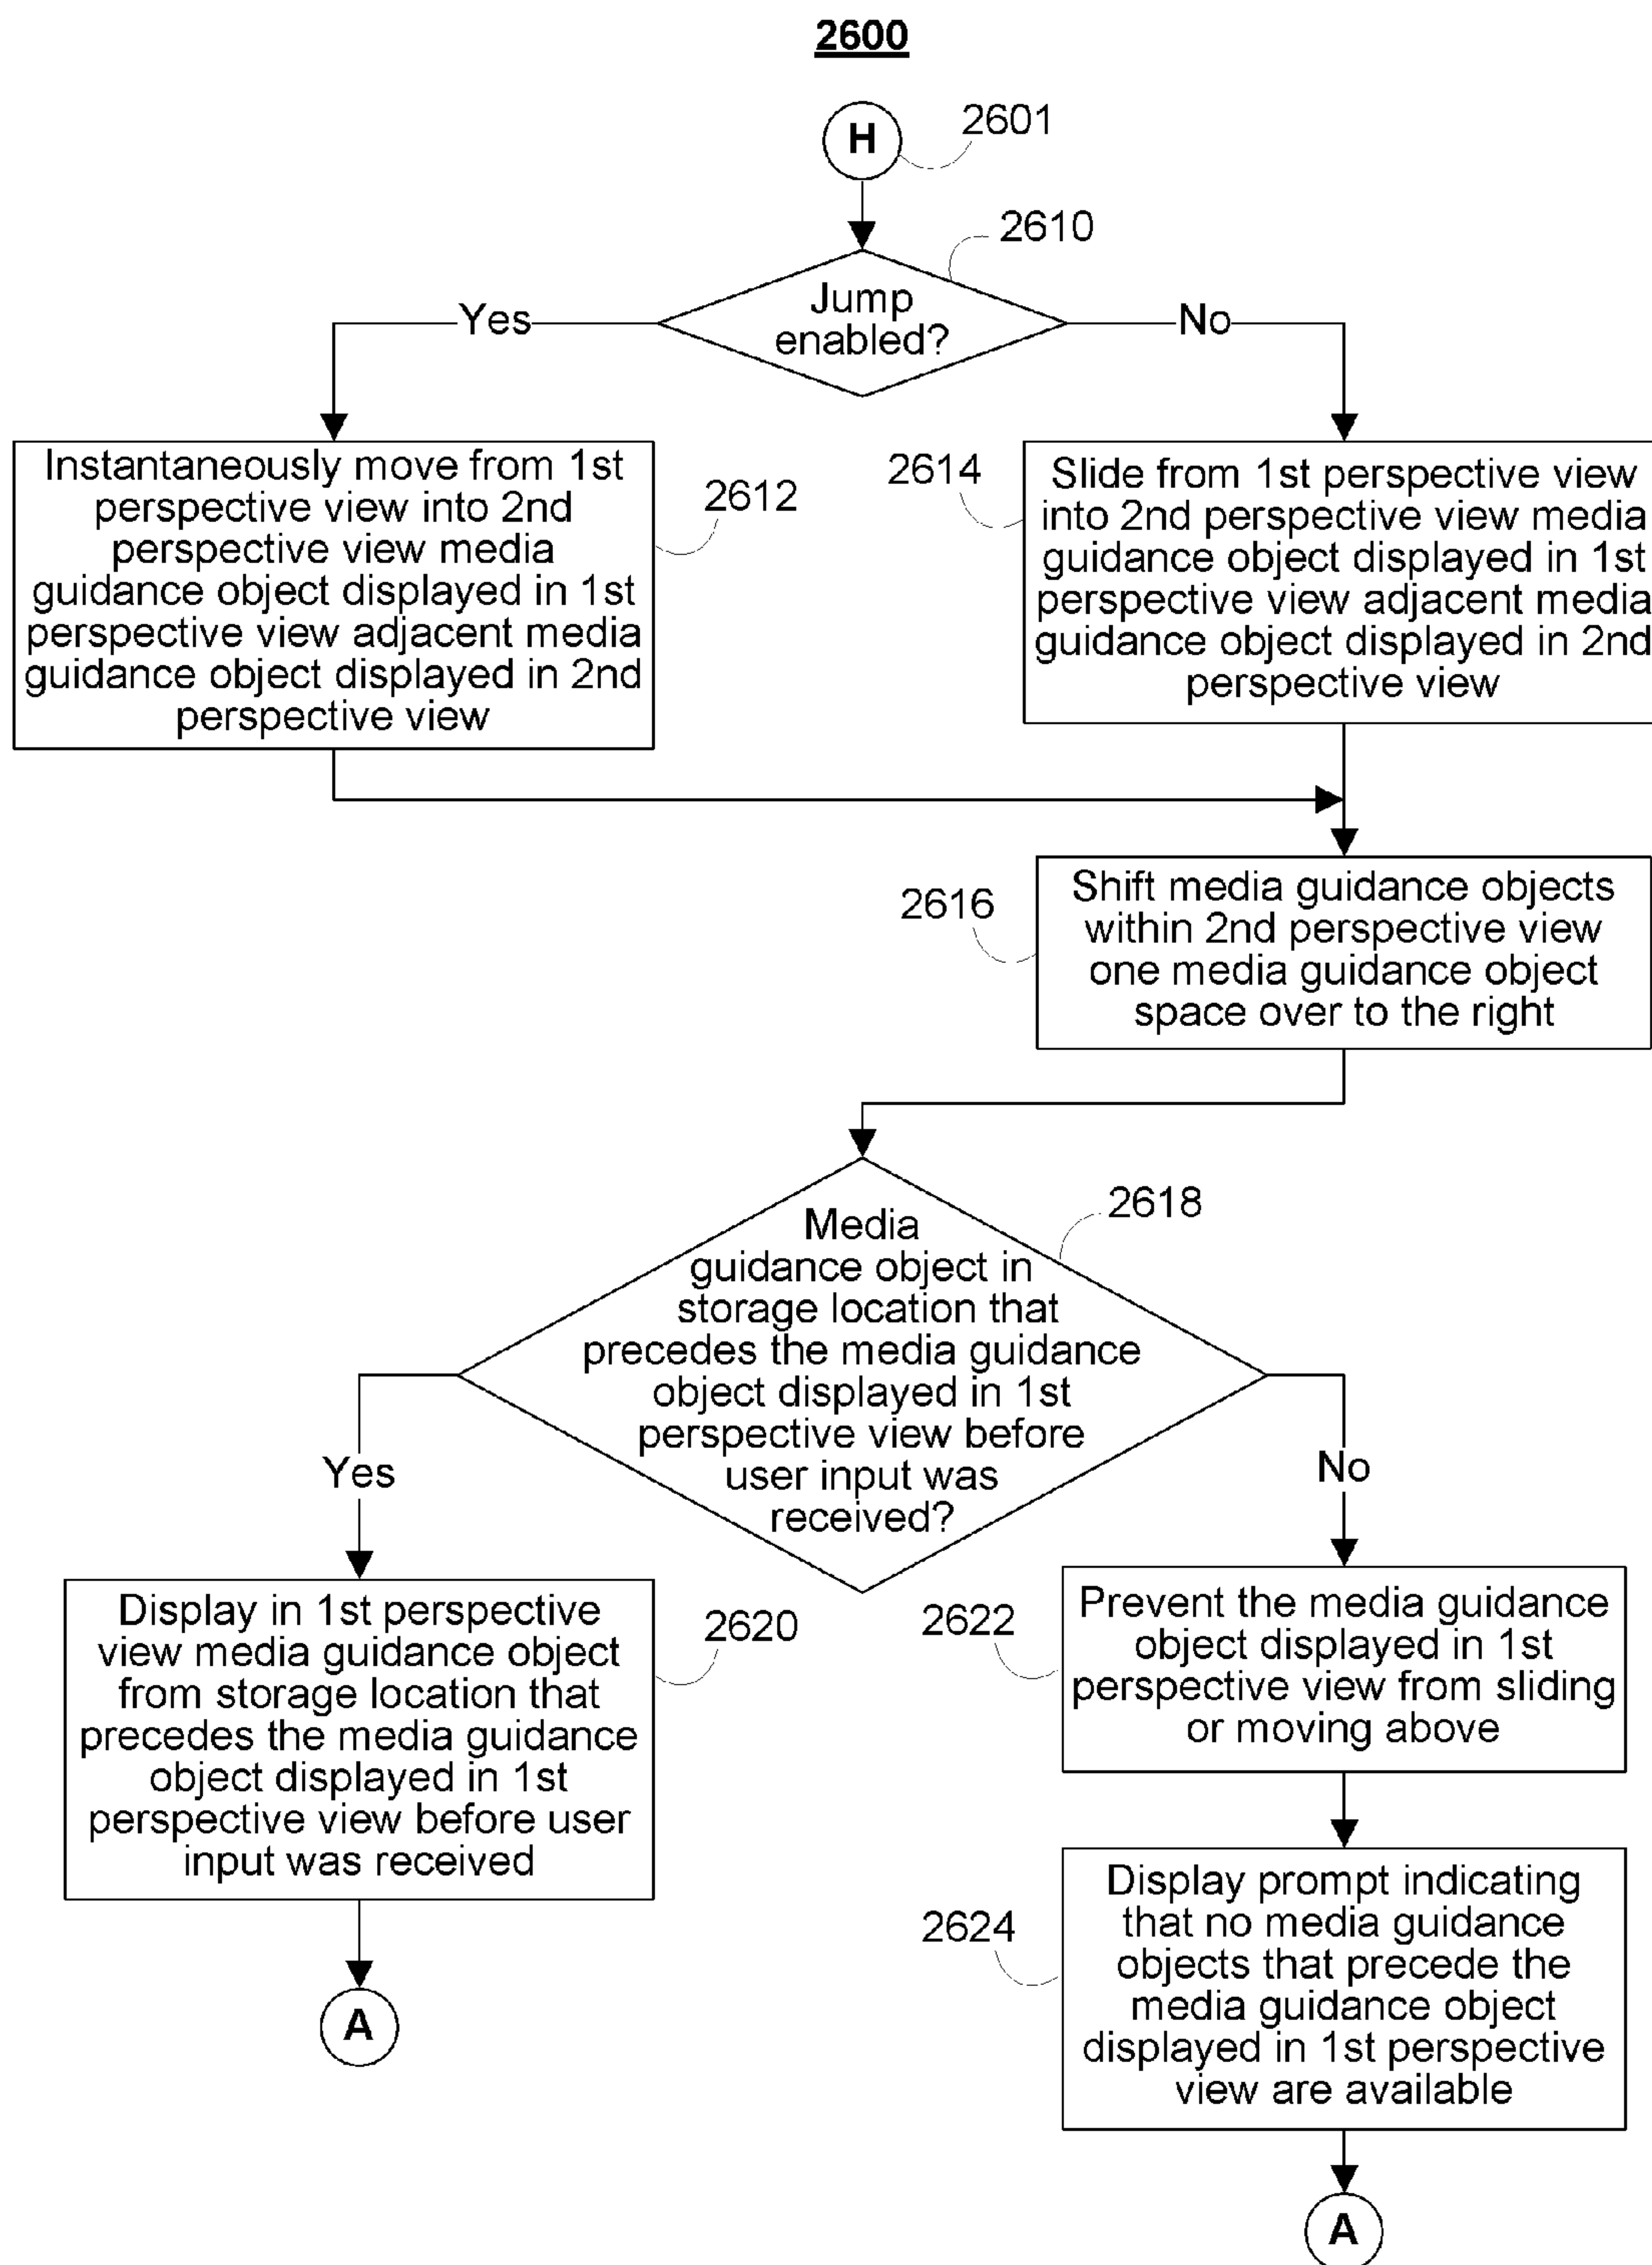 2600
H
2601
2610
Jump
enabled?
Yes
No
Instantaneously move from 1st
perspective view into 2nd
perspective view media
guidance object displayed in 1st
perspective view adjacent media
guidance object displayed in 2nd
perspective view
2612
2614
Slide from 1st perspective view
into 2nd perspective view media
guidance object displayed in 1st
perspective view adjacent media
guidance object displayed in 2nd
perspective view
2616
Shift media guidance objects
within 2nd perspective view
one media guidance object
space over to the right
2618
Media
guidance object in
storage location that
precedes the media guidance
object displayed in 1st
perspective view before
user input was
received?
Yes
No
Display in 1st perspective
view media guidance object
from storage location that
precedes the media guidance
object displayed in 1st
perspective view before user
input was received
2620
2622
Prevent the media guidance
object displayed in 1st
perspective view from sliding
or moving above
2624
Display prompt indicating
that no media guidance
objects that precede the
media guidance object
displayed in 1st perspective
view are available
A
A